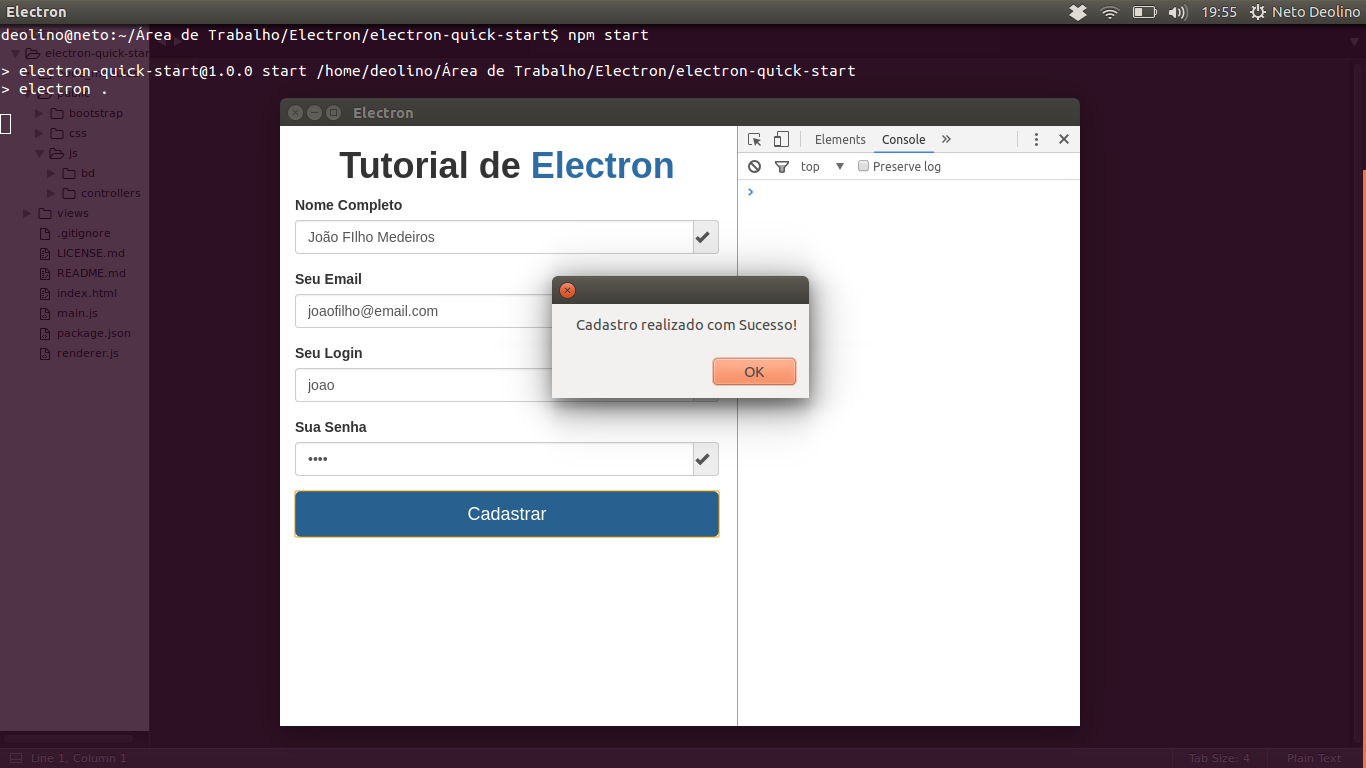 Electron
19:55
Neto Deolino
deolino@neto:~/Área de Trabalho/Electron/electron-quick-start$ npm start
> electron-quick-start@1.0.0 start /home/deolino/Área de Trabalho/Electron/electron-quick-start
> electron .
electron-quick-star
bootstrap
css
js
bd
controllers
views
.gitignore
LICENSE.md
README.md
index.html
main.js
package.json
renderer.js
Electron
Tutorial de Electron
Nome Completo
João FIlho Medeiros
Seu Email
joaofilho@email.com
Seu Login
joao
Sua Senha
••••
Cadastrar
Elements Console »
top ▼ Preserve log
>
Cadastro realizado com Sucesso!
OK
Line 1, Column 1
Tab Size: 4
Plain Text